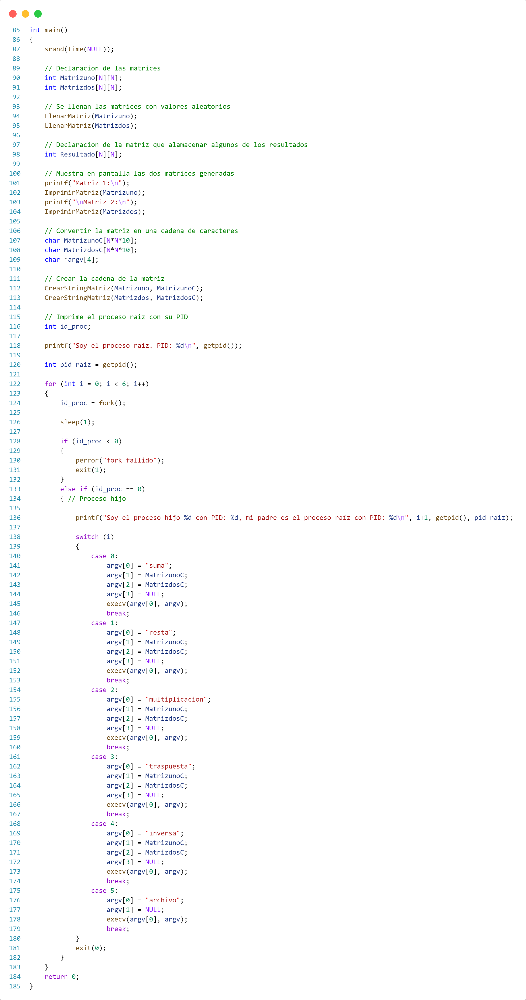 85 int main()
86 {
87     srand(time(NULL));
88
89     // Declaracion de las matrices
90     int Matrizuno[N][N];
91     int Matrizdos[N][N];
92
93     // Se llenan las matrices con valores aleatorios
94     LlenarMatriz(Matrizuno);
95     LlenarMatriz(Matrizdos);
96
97     // Declaracion de la matriz que alamacenar algunos de los resultados
98     int Resultado[N][N];
99
100     // Muestra en pantalla las dos matrices generadas
101     printf("Matriz 1:\n");
102     ImprimirMatriz(Matrizuno);
103     printf("\nMatriz 2:\n");
104     ImprimirMatriz(Matrizdos);
105
106     // Convertir la matriz en una cadena de caracteres
107     char MatrizunoC[N*N*10];
108     char MatrizdosC[N*N*10];
109     char *argv[4];
110
111     // Crear la cadena de la matriz
112     CrearStringMatriz(Matrizuno, MatrizunoC);
113     CrearStringMatriz(Matrizdos, MatrizdosC);
114
115     // Imprime el proceso raiz con su PID
116     int id_proc;
117
118     printf("Soy el proceso raíz. PID: %d\n", getpid());
119
120     int pid_raiz = getpid();
121
122     for (int i = 0; i < 6; i++)
123     {
124         id_proc = fork();
125
126         sleep(1);
127
128         if (id_proc < 0)
129         {
130             perror("fork fallido");
131             exit(1);
132         }
133         else if (id_proc == 0)
134         { // Proceso hijo
135
136             printf("Soy el proceso hijo %d con PID: %d, mi padre es el proceso raíz con PID: %d\n", i+1, getpid(), pid_raiz);
137
138             switch (i)
139             {
140                 case 0:
141                     argv[0] = "suma";
142                     argv[1] = MatrizunoC;
143                     argv[2] = MatrizdosC;
144                     argv[3] = NULL;
145                     execv(argv[0], argv);
146                     break;
147                 case 1:
148                     argv[0] = "resta";
149                     argv[1] = MatrizunoC;
150                     argv[2] = MatrizdosC;
151                     argv[3] = NULL;
152                     execv(argv[0], argv);
153                     break;
154                 case 2:
155                     argv[0] = "multiplicacion";
156                     argv[1] = MatrizunoC;
157                     argv[2] = MatrizdosC;
158                     argv[3] = NULL;
159                     execv(argv[0], argv);
160                     break;
161                 case 3:
162                     argv[0] = "traspuesta";
163                     argv[1] = MatrizunoC;
164                     argv[2] = MatrizdosC;
165                     argv[3] = NULL;
166                     execv(argv[0], argv);
167                     break;
168                 case 4:
169                     argv[0] = "inversa";
170                     argv[1] = MatrizunoC;
171                     argv[2] = MatrizdosC;
172                     argv[3] = NULL;
173                     execv(argv[0], argv);
174                     break;
175                 case 5:
176                     argv[0] = "archivo";
177                     argv[1] = NULL;
178                     execv(argv[0], argv);
179                     break;
180             }
181             exit(0);
182         }
183     }
184     return 0;
185 }